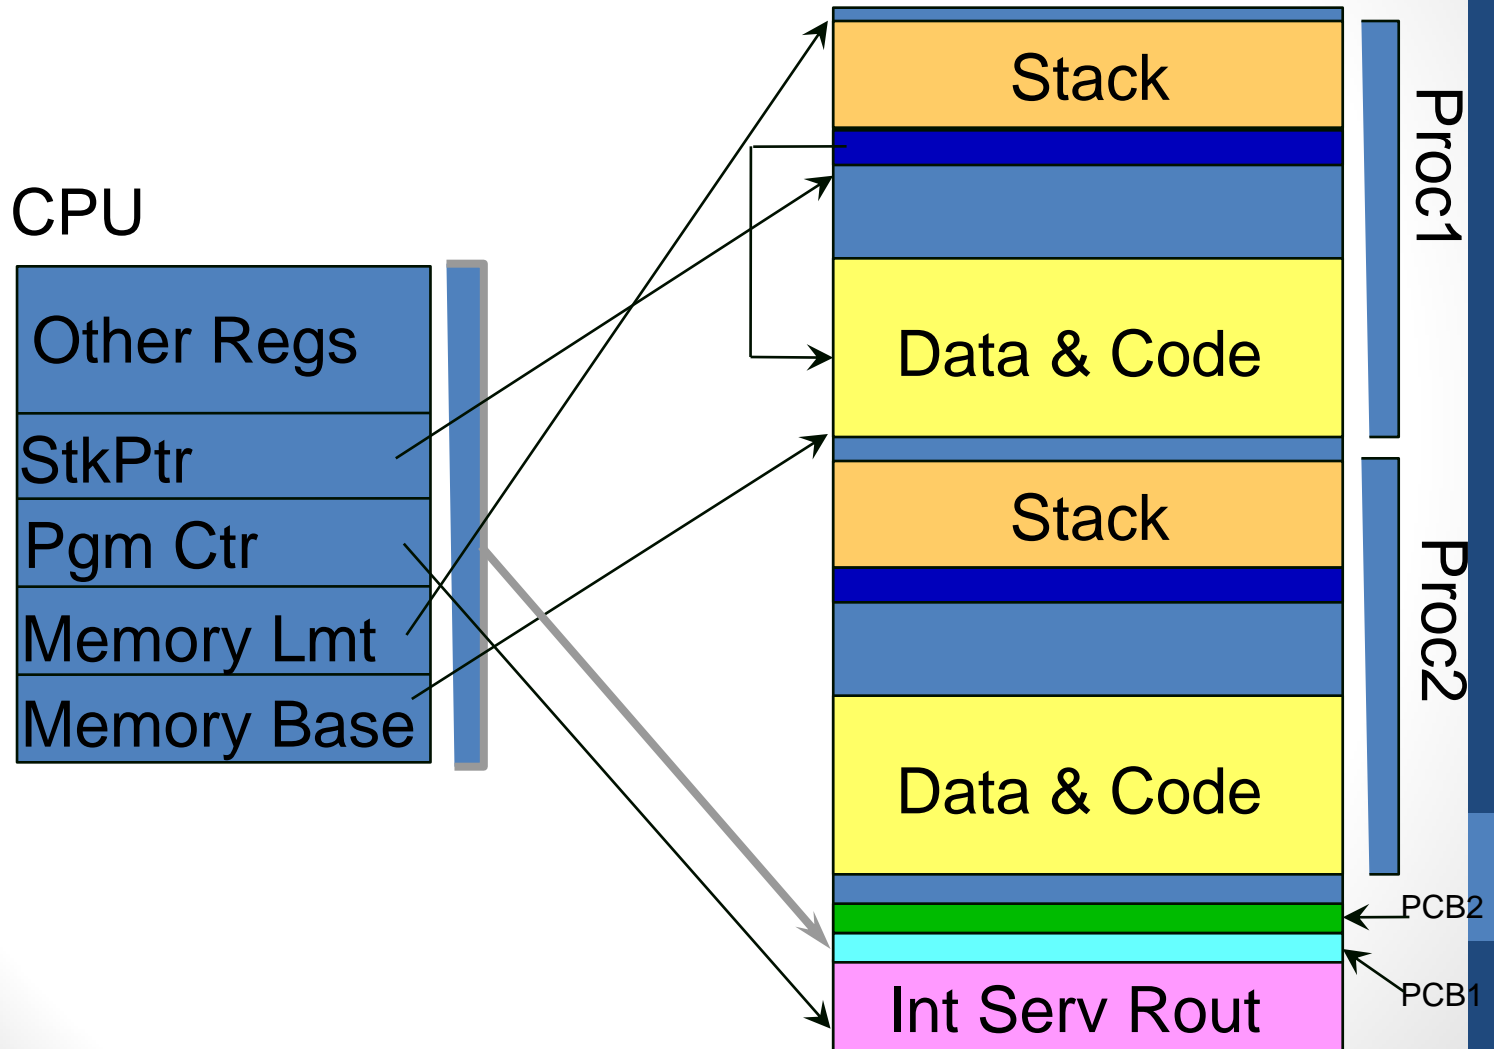 CPU
Other Regs
StkPtr
Pgm Ctr
Memory Lmt
Memory Base
Stack
Data & Code
Stack
Data & Code
Int Serv Rout
Proc1
Proc2
PCB2
PCB1